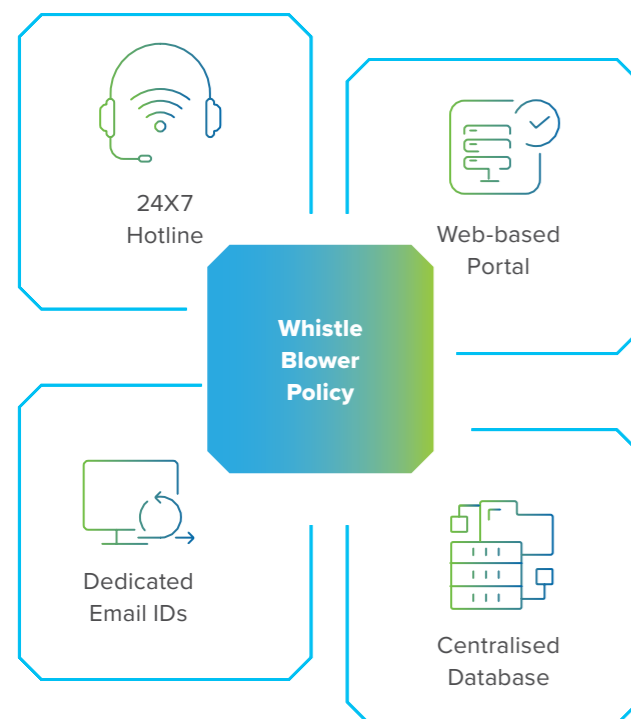 24X7
Hotline
Web-based
Portal
Whistle
Blower
Policy
Dedicated
Email IDs
Centralised
Database